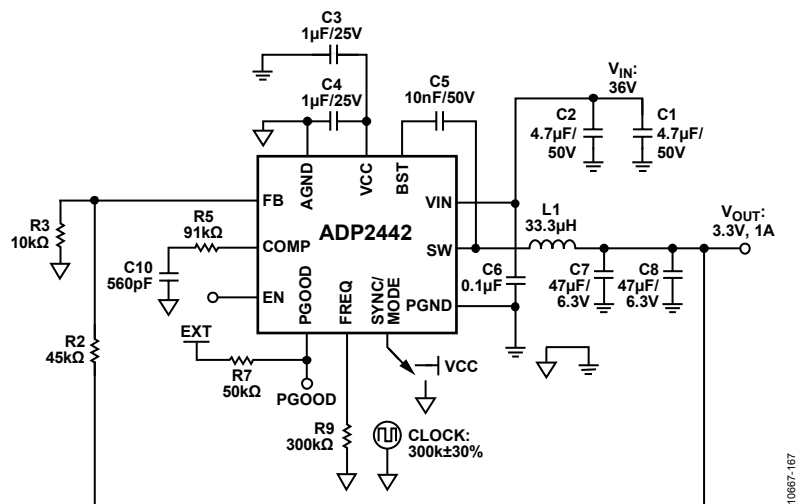 C3
1µF/25V
C4
1µF/25V
C5
10nF/50V
VIN:
36V
C2
4.7µF/
50V
C1
4.7µF/
50V
AGND
VCC
BST
FB
VIN
ADP2442
R3
10kΩ
R5
91kΩ
COMP
SW
L1
33.3µH
VOUT:
3.3V, 1A
C10
560pF
EN
PGOOD
FREQ
SYNC/
MODE
PGND
C6
0.1µF
C7
47µF/
6.3V
C8
47µF/
6.3V
R2
45kΩ
EXT
R7
50kΩ
PGOOD
VCC
R9
300kΩ
CLOCK:
300k±30%
10667-167